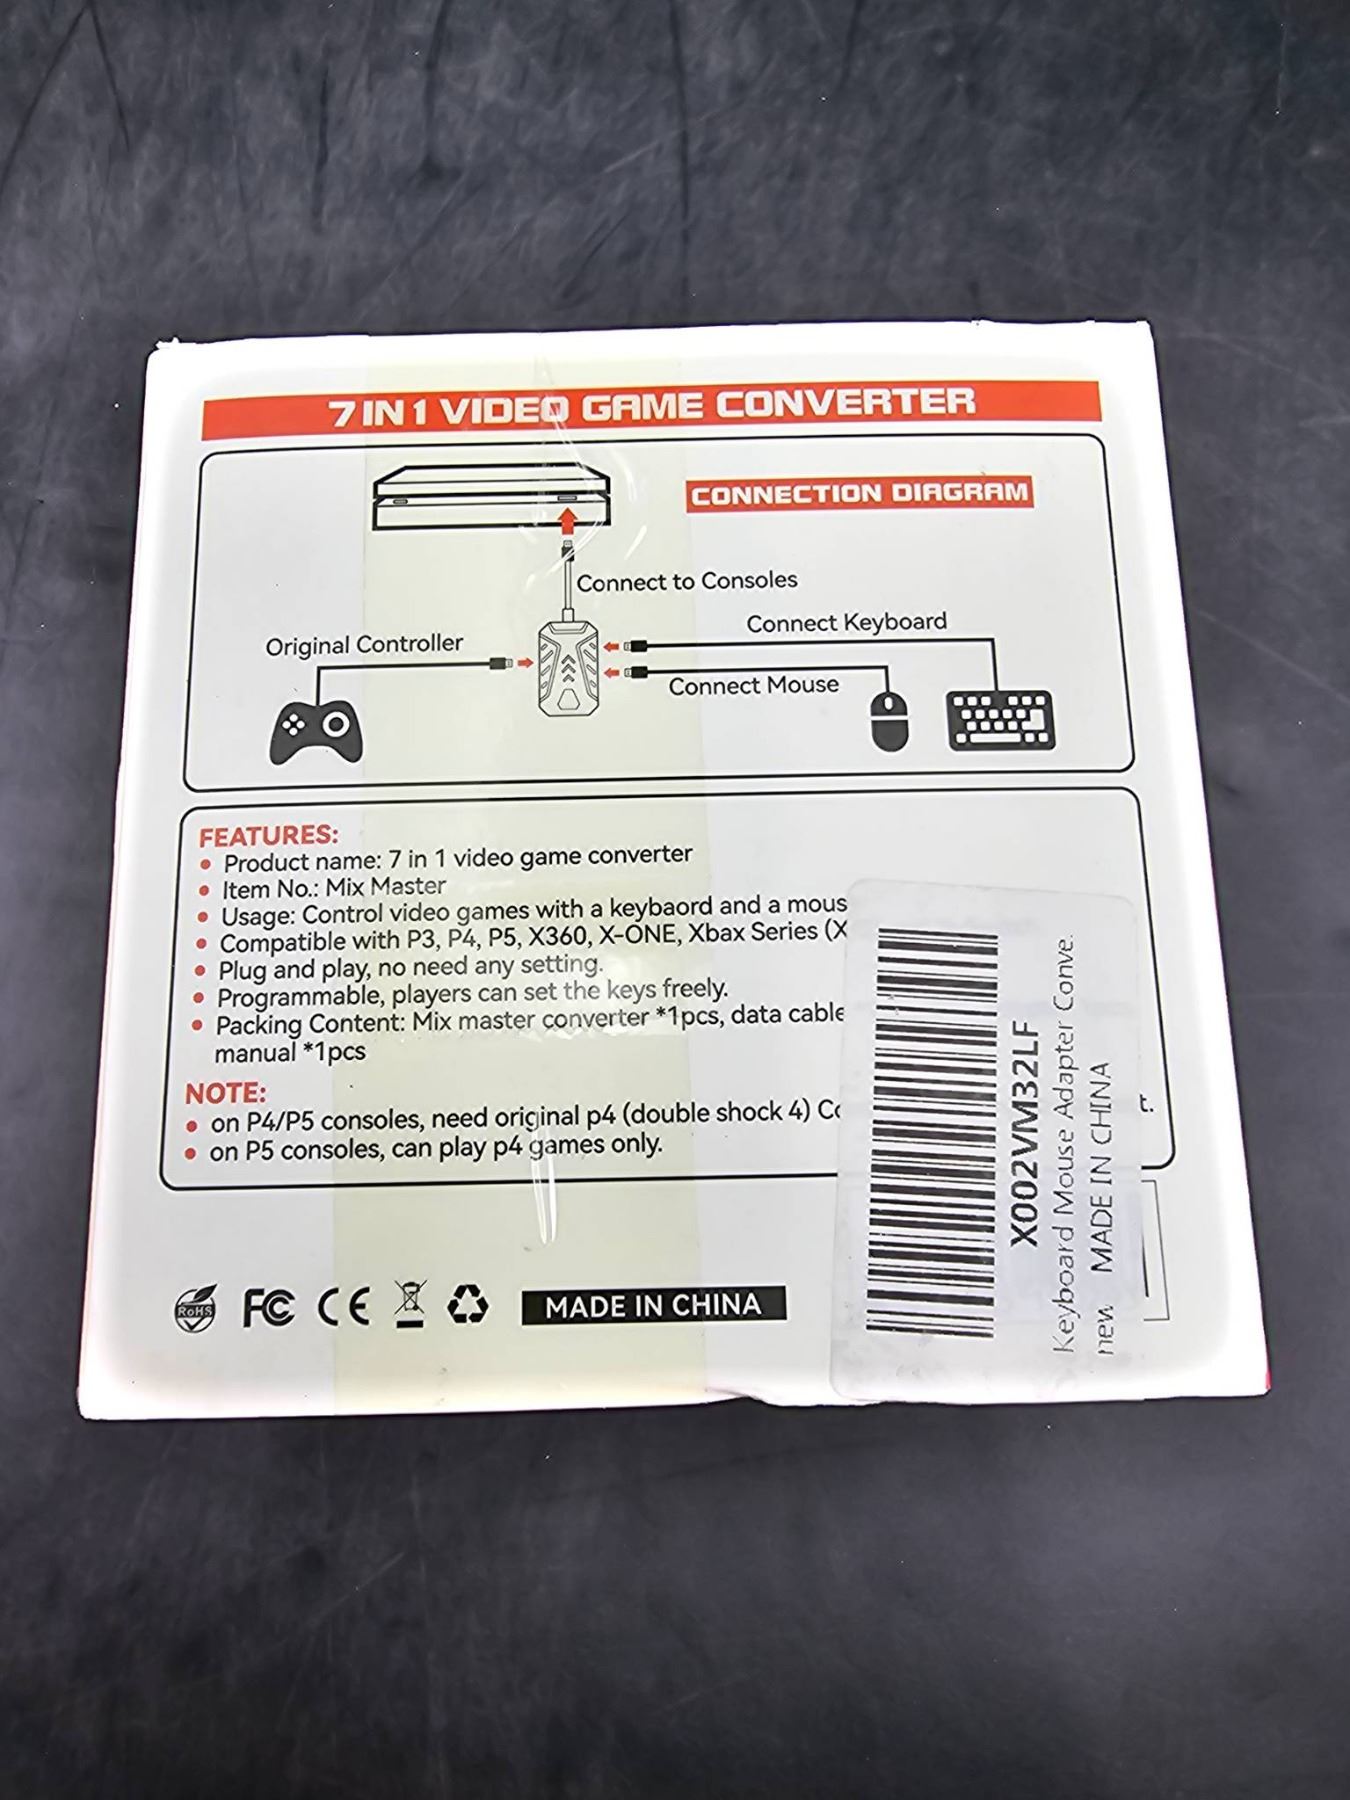 7 IN 1 VIDEO GAME CONVERTER
CONNECTION DIAGRAM
Connect to Consoles
Connect Keyboard
Original Controller
Connect Mouse
FEATURES:
• Product name: 7 in 1 video game converter
• Item No.: Mix Master
• Usage: Control video games with a keybaord and a mous
• Compatible with P3, P4, P5, X360, X-ONE, Xbax Series (X
• Plug and play, no need any setting.
• Programmable, players can set the keys freely.
• Packing Content: Mix master converter *1pcs, data cable
manual *1pcs
NOTE:
• on P4/P5 consoles, need original p4 (double shock 4) Co
t.
• on P5 consoles, can play p4 games only.
RoHS
FC CE
MADE IN CHINA
X002VM32LF
Keyboard Mouse Adapter Conve.
new MADE IN CHINA